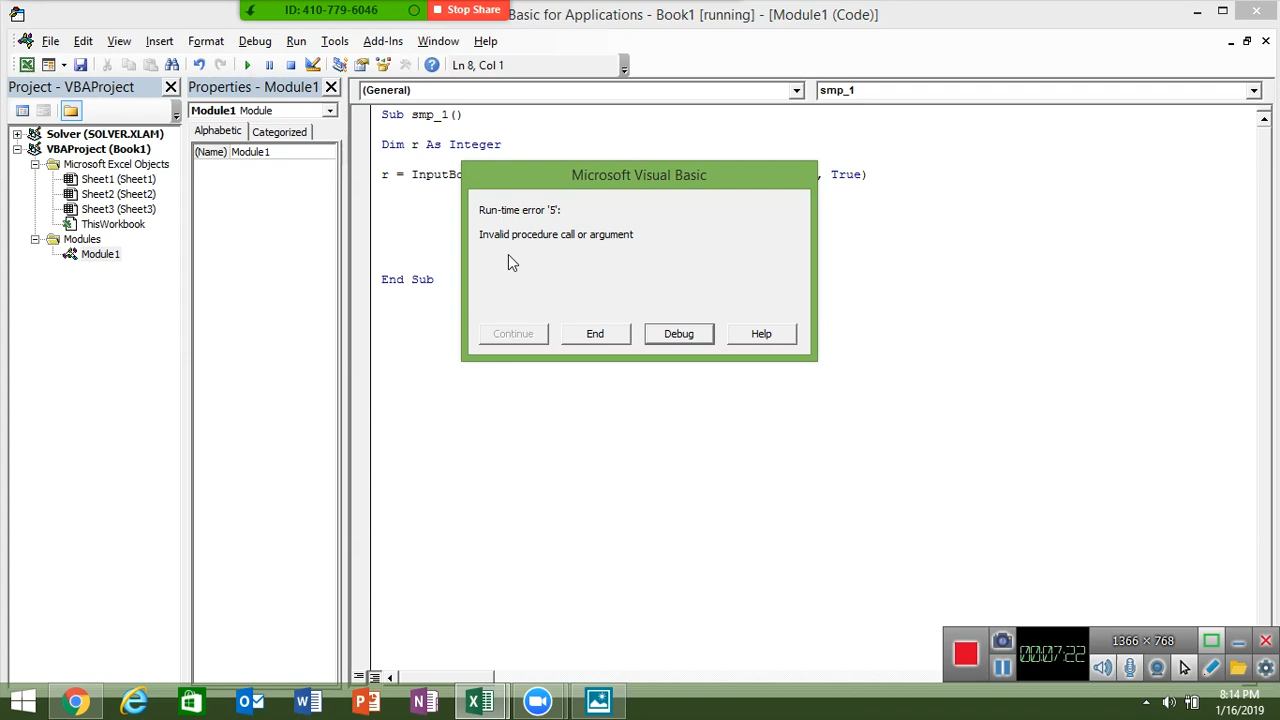 ID: 410-779-6046
Stop Share
Basic for Applications - Book1 [running] - [Module1 (Code)]
File Edit View Insert Format Debug Run Tools Add-Ins Window Help
Ln 8, Col 1
Project - VBAProject
Properties - Module1
(General)
smp_1
Module1 Module
Alphabetic Categorized
(Name) Module1
Solver (SOLVER.XLAM)
VBAProject (Book1)
Microsoft Excel Objects
Sheet1 (Sheet1)
Sheet2 (Sheet2)
Sheet3 (Sheet3)
ThisWorkbook
Modules
Module1
Sub smp_1()
Dim r As Integer
r = InputBo
, True)
End Sub
Microsoft Visual Basic
Run-time error '5':
Invalid procedure call or argument
Continue End Debug Help
1366 × 768
00:07:22
8:14 PM
1/16/2019